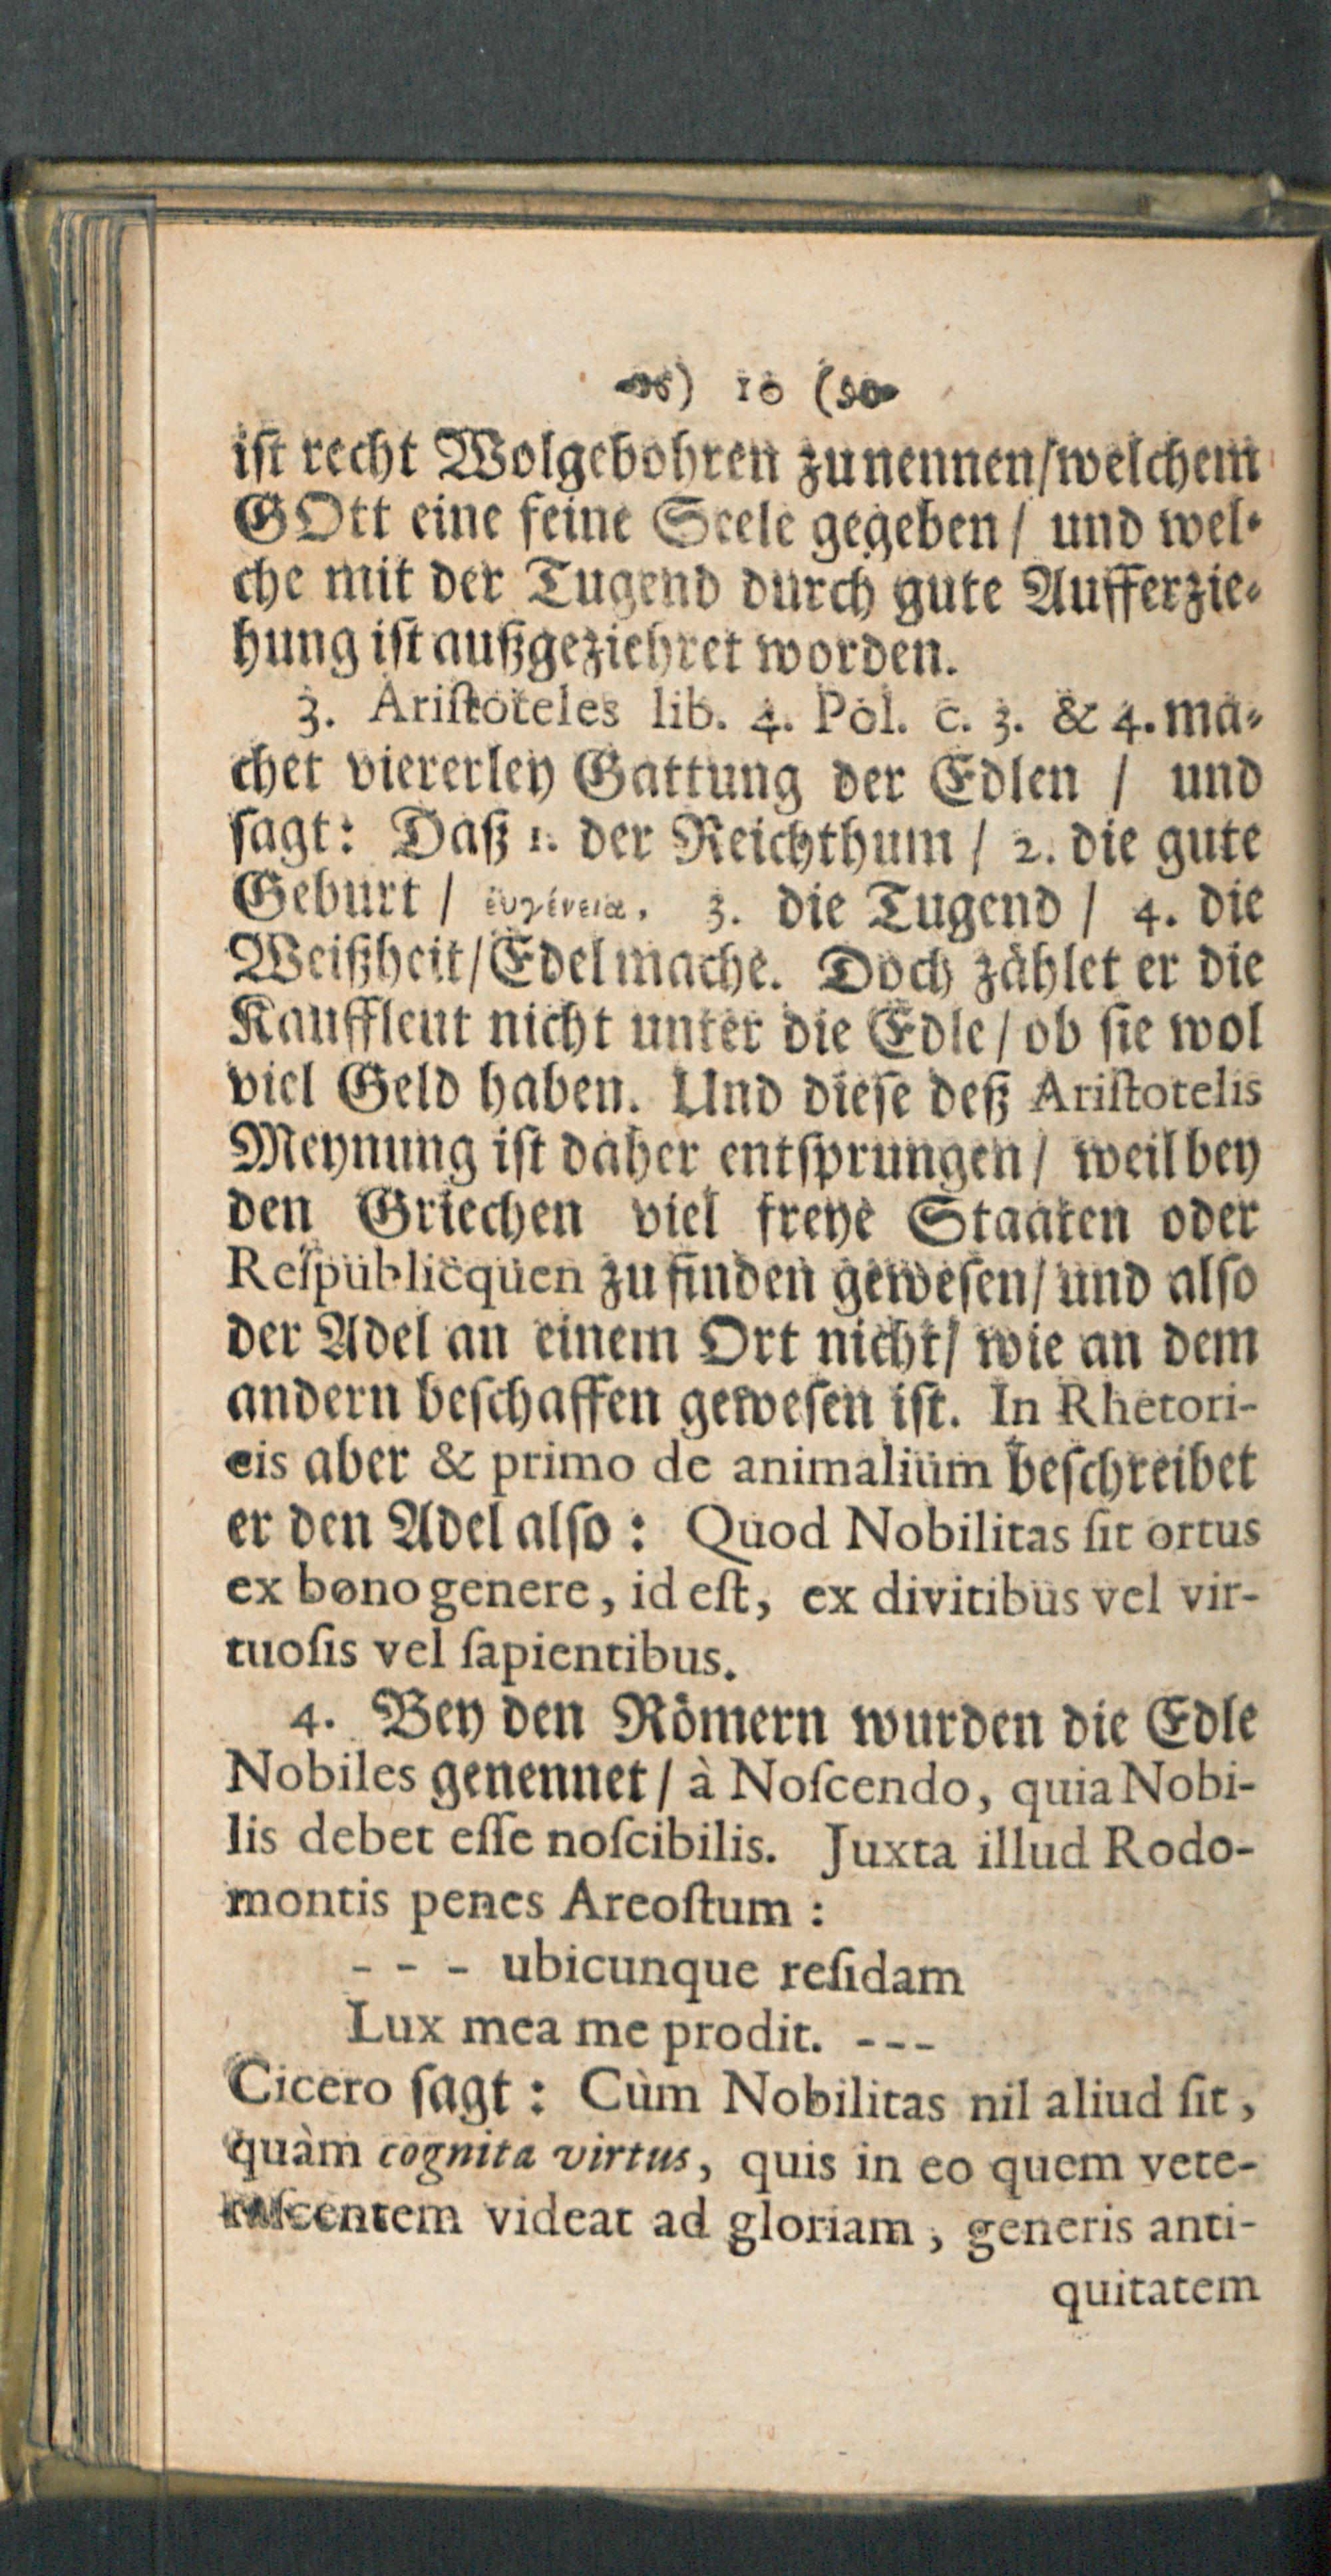 ) 10 (
ist recht Wolgebohren zunennen/welchem
GOtt eine feine Seele gegeben / und wel-
che mit der Tugend durch gute Aufferzie-
hung ist außgeziehret worden.
3. Aristoteles lib. 4. Pol. c. 3. & 4. ma-
chet viererley Gattung der Edlen / und
sagt: Daß 1. der Reichthum / 2. die gute
Geburt / ἐυγένεια, 3. die Tugend / 4. die
Weißheit/Edel mache. Doch zählet er die
Kauffleut nicht unter die Edle / ob sie wol
viel Geld haben. Und diese deß Aristotelis
Meynung ist daher entsprungen / weil bey
den Griechen viel freye Staaten oder
Respublicquen zu finden gewesen/ und also
der Adel an einem Ort nicht/ wie an dem
andern beschaffen gewesen ist. In Rhetori-
cis aber & primo de animalium beschreibet
er den Adel also : Quod Nobilitas sit ortus
ex bono genere, id est, ex divitibus vel vir-
tuosis vel sapientibus.
4. Bey den Römern wurden die Edle
Nobiles genennet / à Noscendo, quia Nobi-
lis debet esse noscibilis. Juxta illud Rodo-
montis penes Areostum :
- - - ubicunque residam
Lux mea me prodit. ---
Cicero sagt : Cùm Nobilitas nil aliud sit,
quàm cognita virtus, quis in eo quem vete-
rascentem videat ad gloriam, generis anti-
quitatem